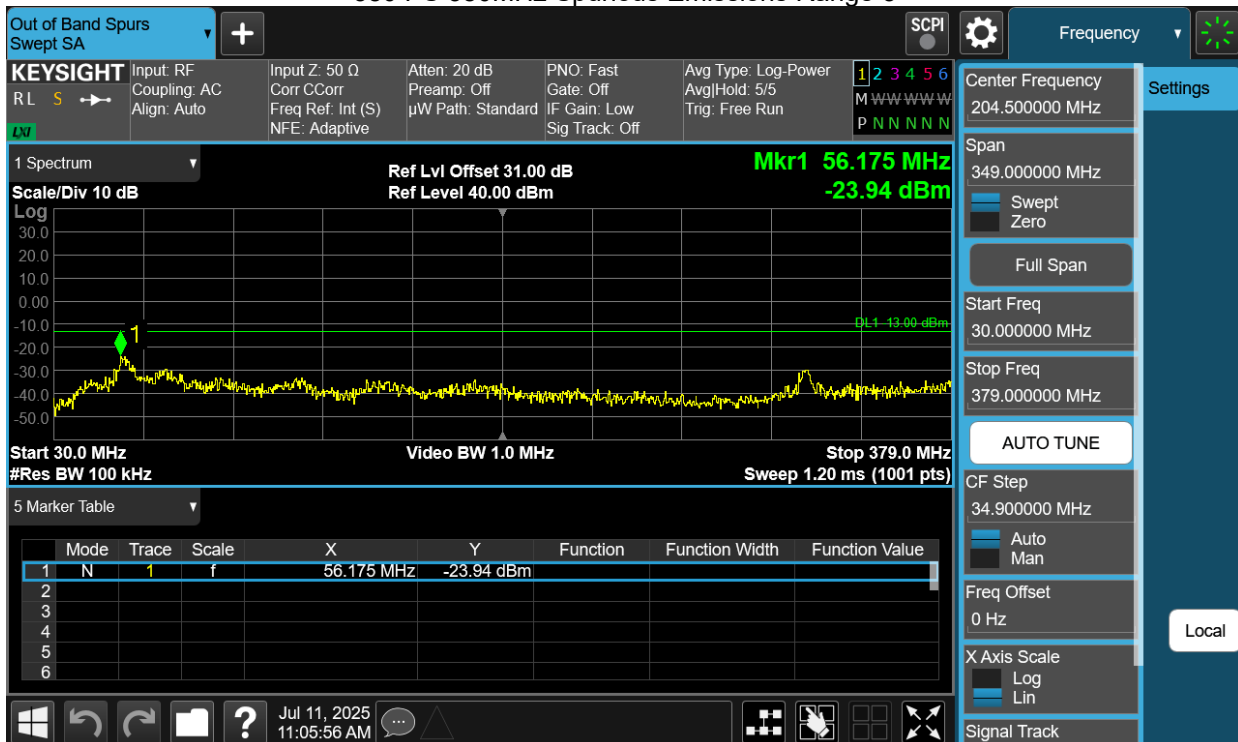 Out of Band Spurs
Swept SA
SCPI
Frequency
KEYSIGHT
RL S
LXI
Input: RF
Coupling: AC
Align: Auto
Input Z: 50 Ω
Corr CCorr
Freq Ref: Int (S)
NFE: Adaptive
Atten: 20 dB
Preamp: Off
µW Path: Standard
PNO: Fast
Gate: Off
IF Gain: Low
Sig Track: Off
Avg Type: Log-Power
Avg|Hold: 5/5
Trig: Free Run
1 2 3 4 5 6
M W W W W W
P N N N N N
1 Spectrum
Scale/Div 10 dB
Ref Lvl Offset 31.00 dB
Ref Level 40.00 dBm
Mkr1 56.175 MHz
-23.94 dBm
Log
30.0
20.0
10.0
0.00
-10.0
-20.0
-30.0
-40.0
-50.0
1
DL1 -13.00 dBm
Start 30.0 MHz
#Res BW 100 kHz
Video BW 1.0 MHz
Stop 379.0 MHz
Sweep 1.20 ms (1001 pts)
5 Marker Table
Mode Trace Scale X Y Function Function Width Function Value
1 N 1 f 56.175 MHz -23.94 dBm
2
3
4
5
6
Jul 11, 2025
11:05:56 AM
Center Frequency
204.500000 MHz
Span
349.000000 MHz
Swept
Zero
Full Span
Start Freq
30.000000 MHz
Stop Freq
379.000000 MHz
AUTO TUNE
CF Step
34.900000 MHz
Auto
Man
Freq Offset
0 Hz
X Axis Scale
Log
Lin
Signal Track
Settings
Local